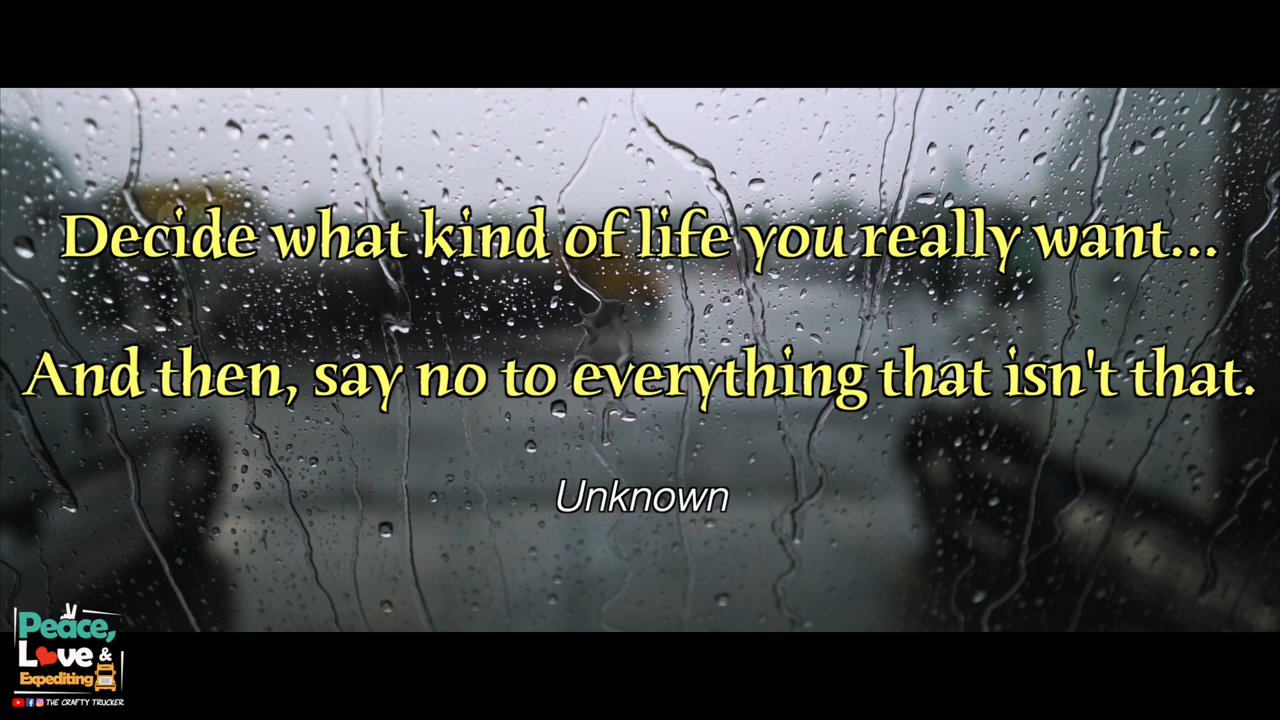 Decide what kind of life you really want...
And then, say no to everything that isn't that.
Unknown
Peace,
Love &
Expediting
THE CRAFTY TRUCKER